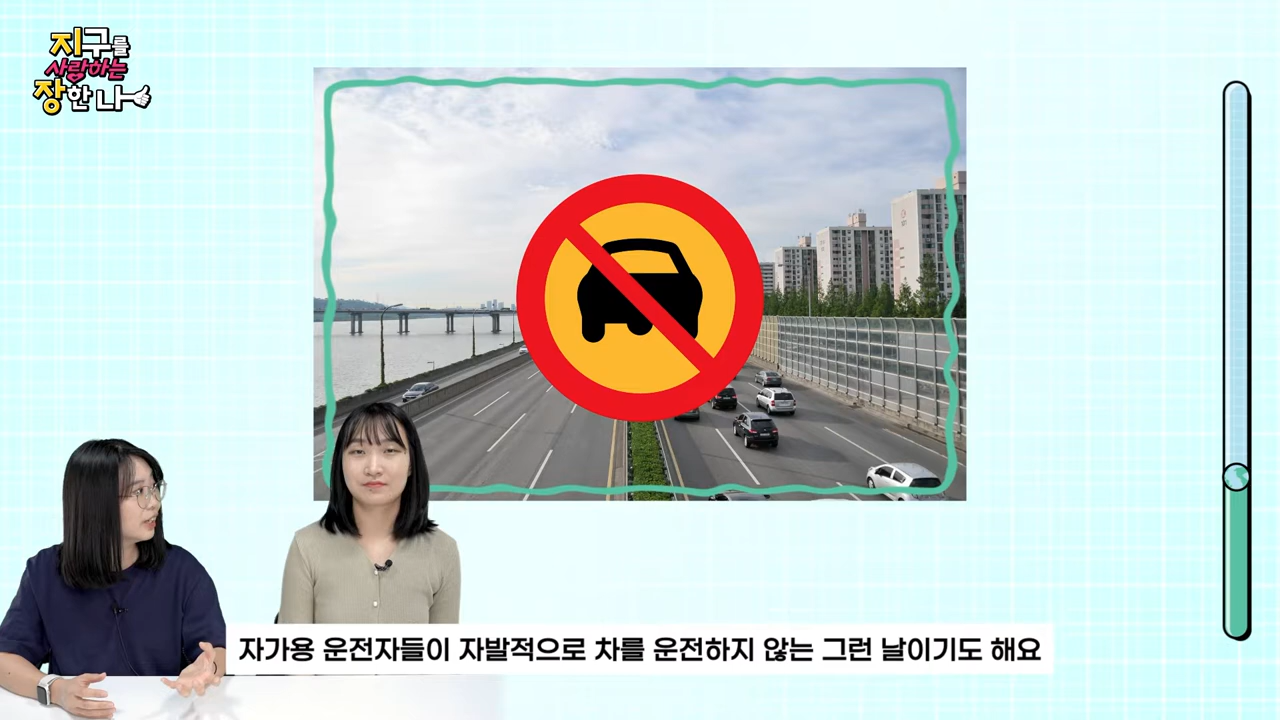 지구를
사랑하는
장한 나
자가용 운전자들이 자발적으로 차를 운전하지 않는 그런 날이기도 해요